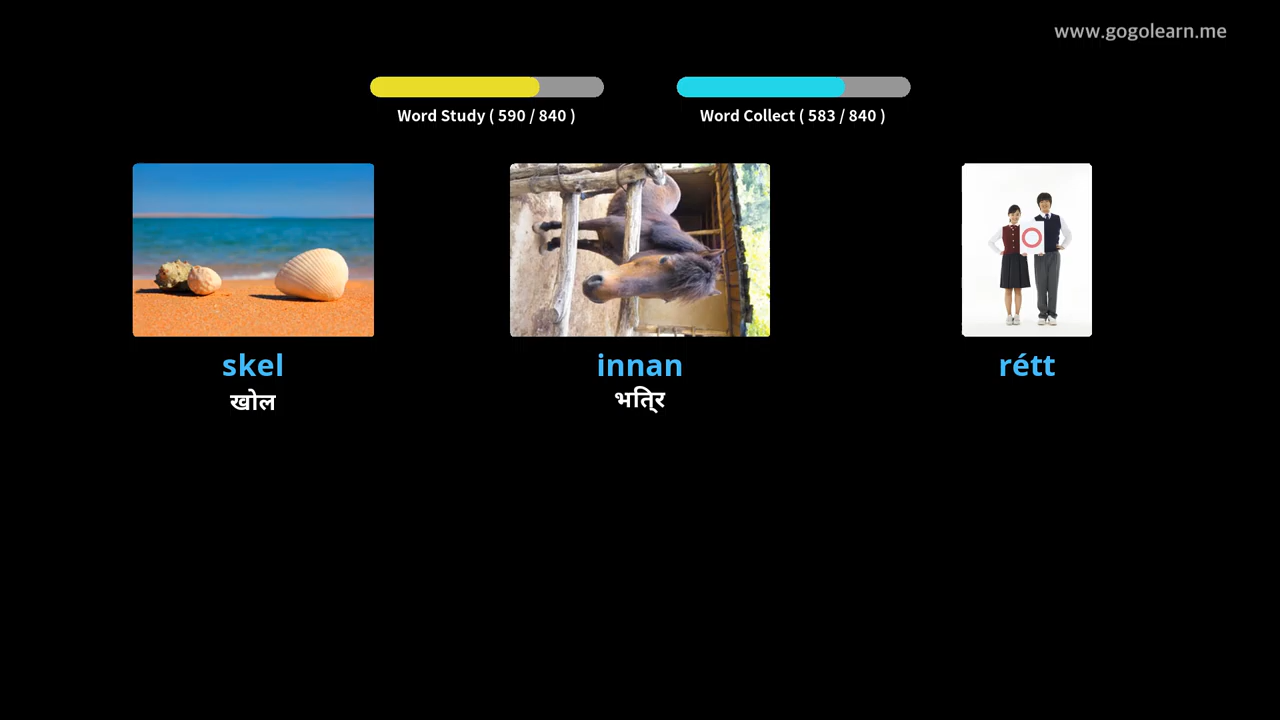 www.gogolearn.me
Word Study ( 590 / 840 )
Word Collect ( 583 / 840 )
skel
innan
rétt
खोल
भित्र